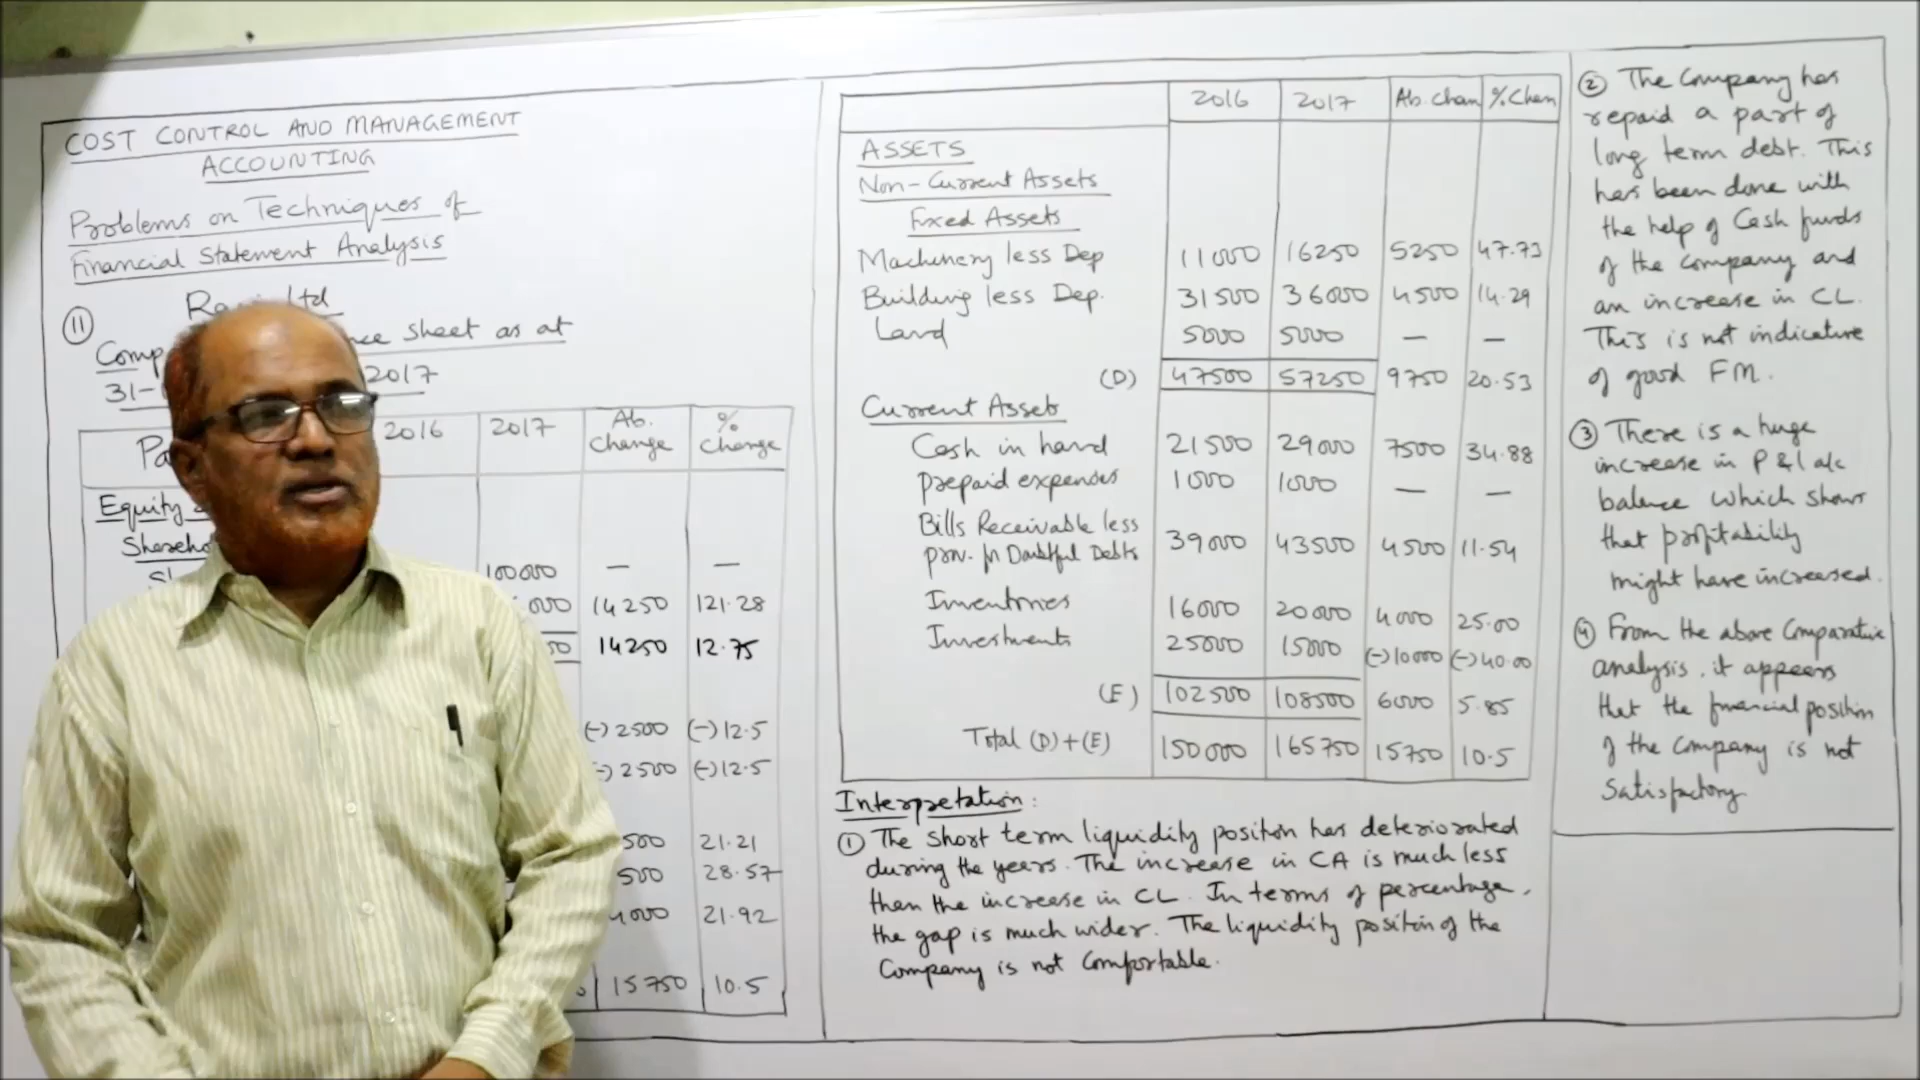 COST CONTROL AND MANAGEMENT
ACCOUNTING
Problems on Techniques of
Financial Statement Analysis
11 Ltd
Comp sheet as at
31- 2017
2016 2017 Ab. change % change
Equity
Shareho
100000 — —
000 14250 121.28
50 14250 12.75
(-) 2500 (-) 12.5
(-) 2500 (-) 12.5
500 21.21
500 28.57
4000 21.92
15750 10.5
2016 2017 Ab. Chan % Chan
ASSETS
Non-Current Assets
Fixed Assets
Machinery less Dep 11000 16250 5250 47.73
Building less Dep. 31500 36000 4500 14.29
Land 5000 5000 — —
(D) 47500 57250 9750 20.53
Current Assets
Cash in hand 21500 29000 7500 34.88
prepaid expenses 1000 1000 — —
Bills Receivable less
prov. for Doubtful Debts 39000 43500 4500 11.54
Inventories 16000 20000 4000 25.00
Investments 25000 15000 (-) 10000 (-) 40.00
(E) 102500 108500 6000 5.85
Total (D)+(E) 150000 165750 15750 10.5
Interpretation:
① The short term liquidity position has deteriorated
during the years. The increase in CA is much less
than the increase in CL. In terms of percentage,
the gap is much wider. The liquidity position of the
Company is not comfortable.
② The Company has
repaid a part of
long term debt. This
has been done with
the help of Cash funds
of the company and
an increase in CL.
This is not indicature
of good FM.
③ There is a huge
increase in P & L a/c
balance which shows
that profitability
might have increased.
④ From the above Comparative
analysis, it appears
that the financial position
of the Company is not
Satisfactory